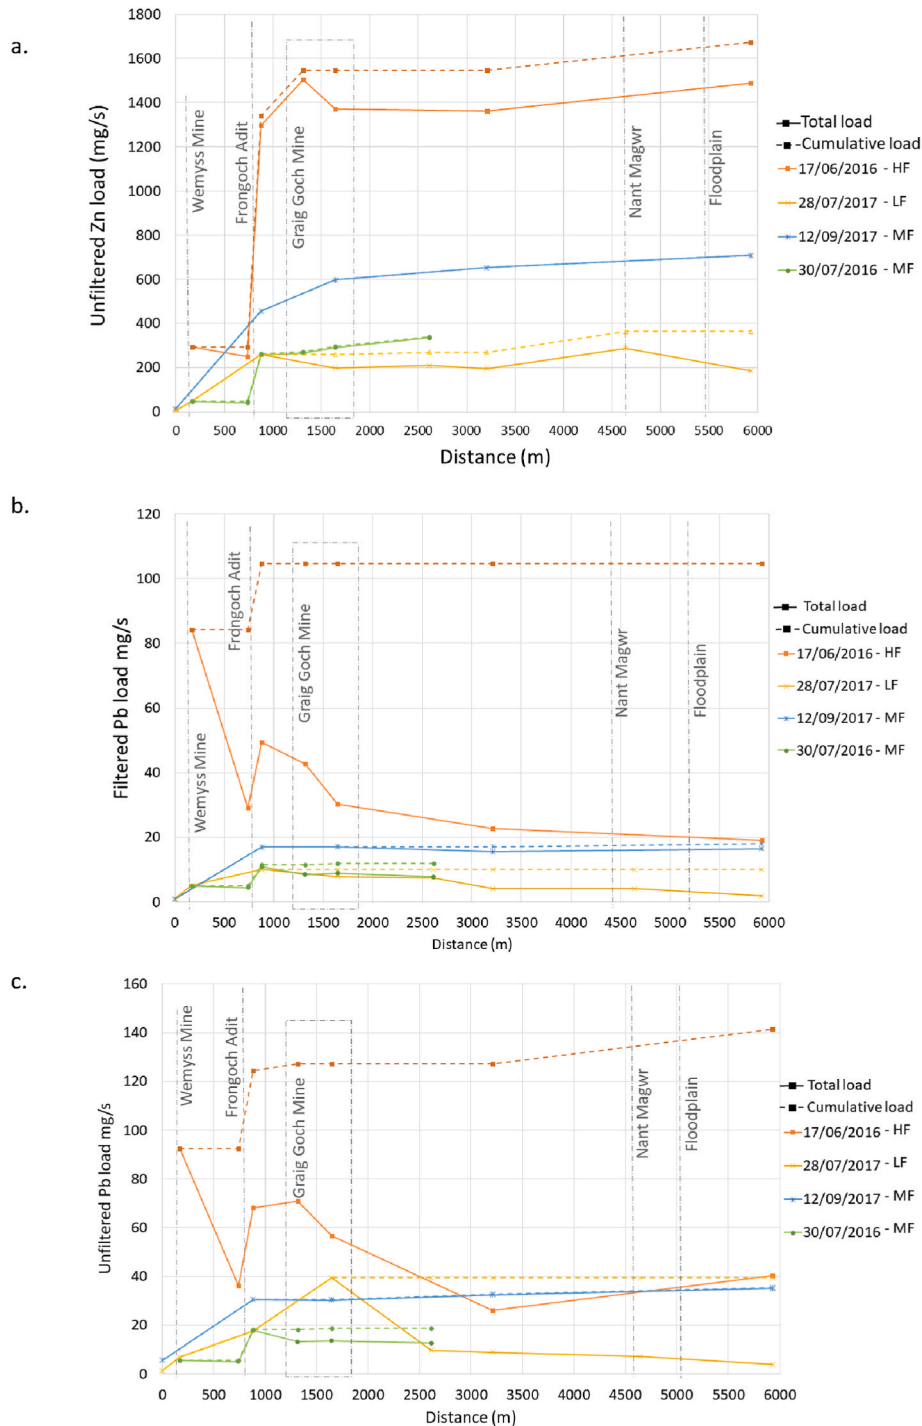 a.
Unfiltered Zn load (mg/s)
1800
1600
1400
1200
1000
800
600
400
200
0
Wemyss Mine
Frongoch Adit
Graig Goch Mine
Nant Magwr
Floodplain
0 500 1000 1500 2000 2500 3000 3500 4000 4500 5000 5500 6000
Distance (m)
Total load
Cumulative load
17/06/2016 - HF
28/07/2017 - LF
12/09/2017 - MF
30/07/2016 - MF
b.
Filtered Pb load mg/s
120
100
80
60
40
20
0
Wemyss Mine
Frongoch Adit
Graig Goch Mine
Nant Magwr
Floodplain
0 500 1000 1500 2000 2500 3000 3500 4000 4500 5000 5500 6000
Distance (m)
Total load
Cumulative load
17/06/2016 - HF
28/07/2017 - LF
12/09/2017 - MF
30/07/2016 - MF
c.
Unfiltered Pb load mg/s
160
140
120
100
80
60
40
20
0
Wemyss Mine
Frongoch Adit
Graig Goch Mine
Nant Magwr
Floodplain
0 500 1000 1500 2000 2500 3000 3500 4000 4500 5000 5500 6000
Distance (m)
Total load
Cumulative load
17/06/2016 - HF
28/07/2017 - LF
12/09/2017 - MF
30/07/2016 - MF